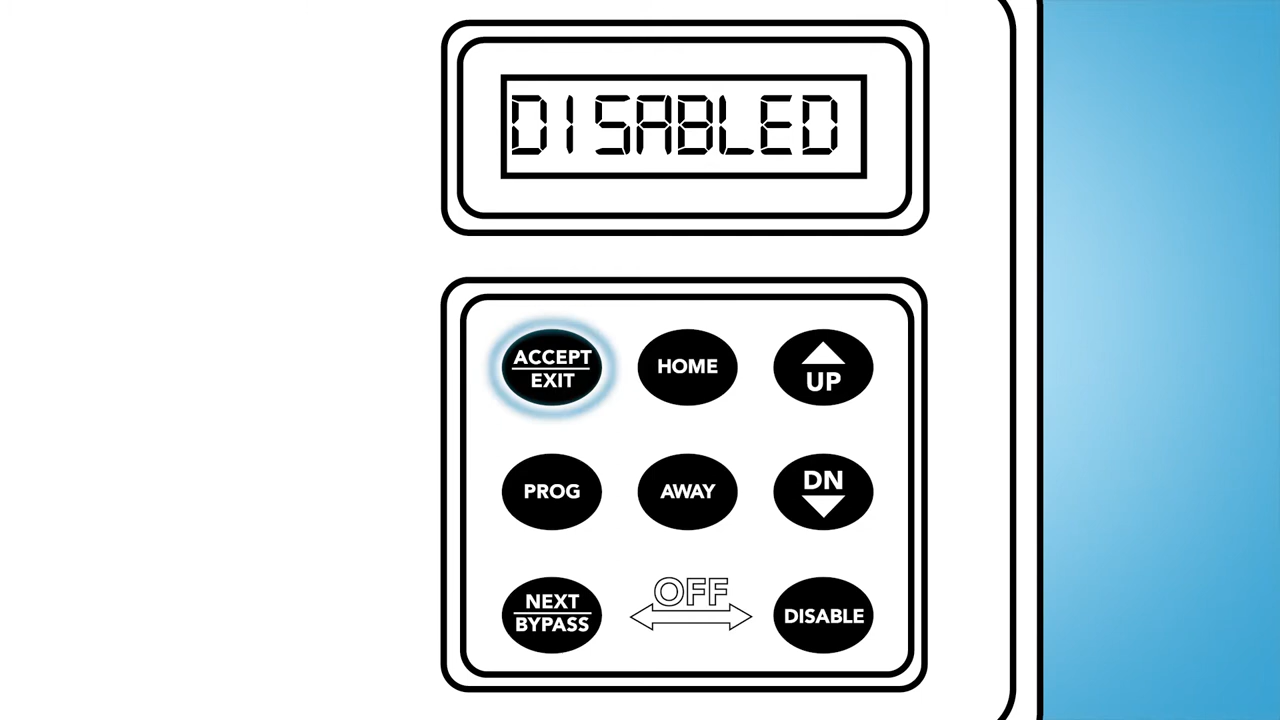 DISABLED
ACCEPT
EXIT
HOME
UP
PROG
AWAY
DN
NEXT
BYPASS
OFF
DISABLE